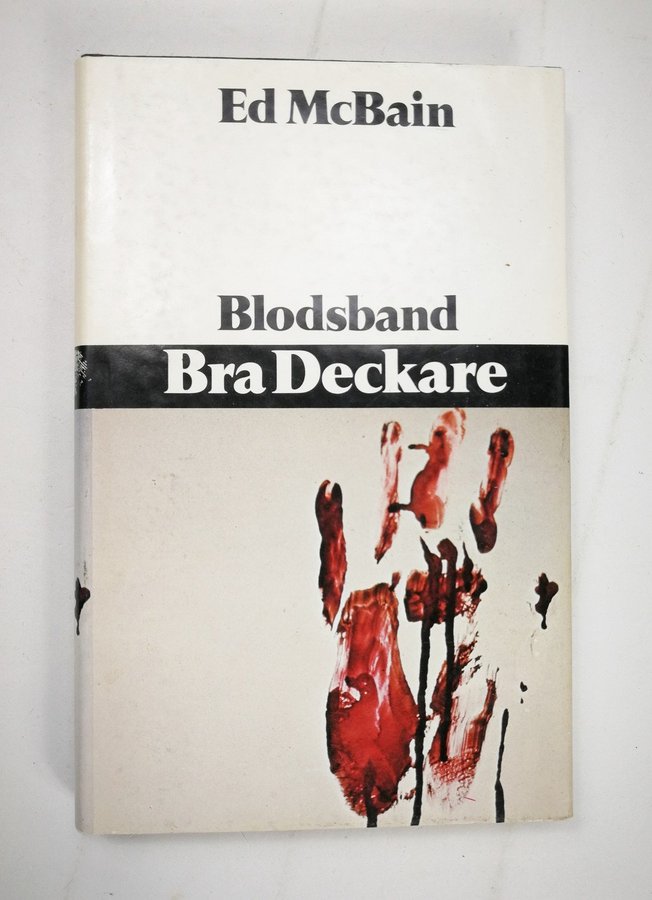 Ed McBain
Blodsband
Bra Deckare